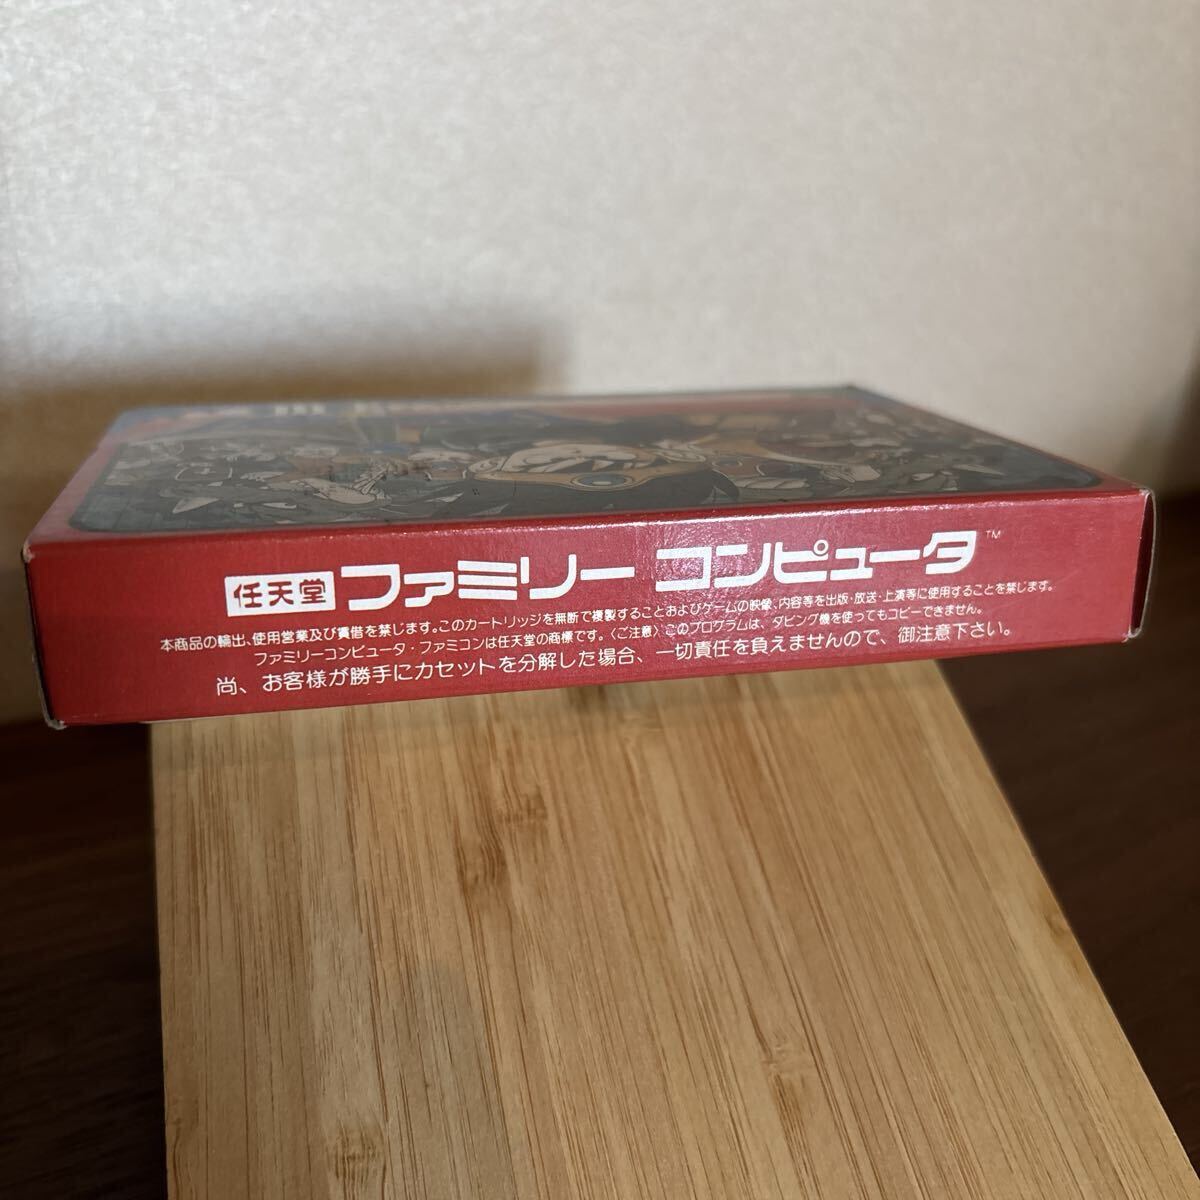 任天堂 ファミリー コンピュータ™
本商品の輸出、使用営業及び賃借を禁じます。このカートリッジを無断で複製することおよびゲームの映像、内容等を出版・放送・上演等に使用することを禁じます。
ファミリーコンピュータ・ファミコンは任天堂の商標です。〈ご注意〉このプログラムは、ダビング機を使ってもコピーできません。
尚、お客様が勝手にカセットを分解した場合、一切責任を負えませんので、御注意下さい。